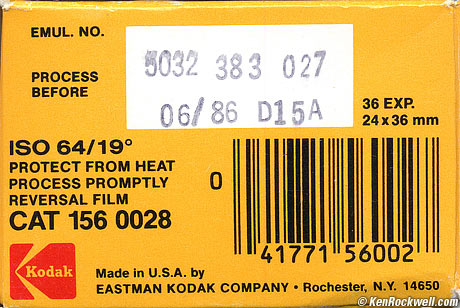 EMUL. NO.
5032 383 027
PROCESS
BEFORE
06/86 D15A
36 EXP.
24 x 36 mm
ISO 64/19°
PROTECT FROM HEAT
PROCESS PROMPTLY
REVERSAL FILM
CAT 156 0028
0
41771 56002
Kodak
Made in U.S.A. by
EASTMAN KODAK COMPANY • Rochester, N.Y. 14650
© KenRockwell.com